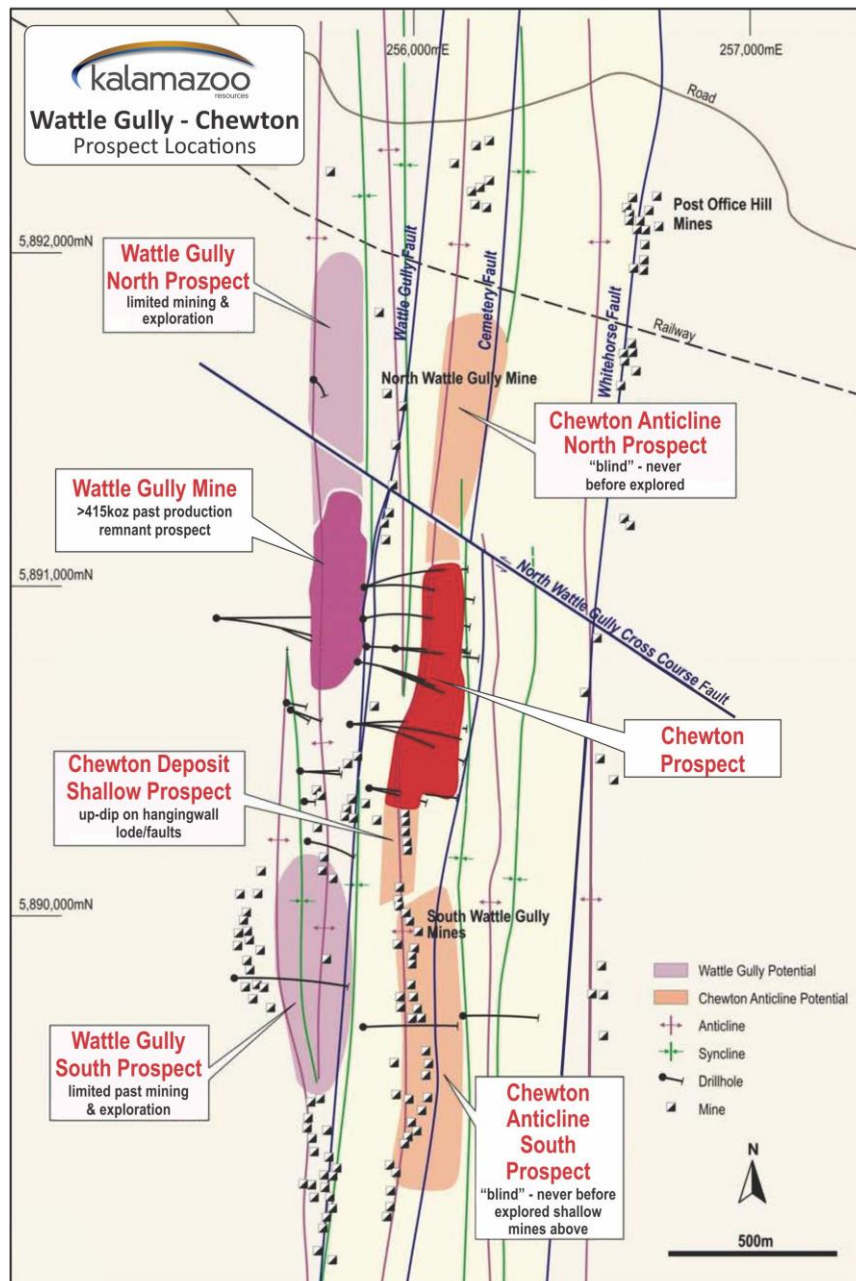 kalamazoo
resources
Wattle Gully - Chewton
Prospect Locations
256,000mE
257,000mE
Road
Post Office Hill
Mines
5,892,000mN
Wattle Gully
North Prospect
limited mining &
exploration
Wattle Gully Fault
Cemetery Fault
Whitehorse Fault
Railway
North Wattle Gully Mine
Chewton Anticline
North Prospect
“blind” - never
before explored
Wattle Gully Mine
>415koz past production
remnant prospect
5,891,000mN
North Wattle Gully Cross Course Fault
Chewton
Prospect
Chewton Deposit
Shallow Prospect
up-dip on hangingwall
lode/faults
5,890,000mN
South Wattle Gully
Mines
Wattle Gully
South Prospect
limited past mining
& exploration
Chewton
Anticline
South
Prospect
“blind” - never before
explored shallow
mines above
Wattle Gully Potential
Chewton Anticline Potential
Anticline
Syncline
Drillhole
Mine
N
500m